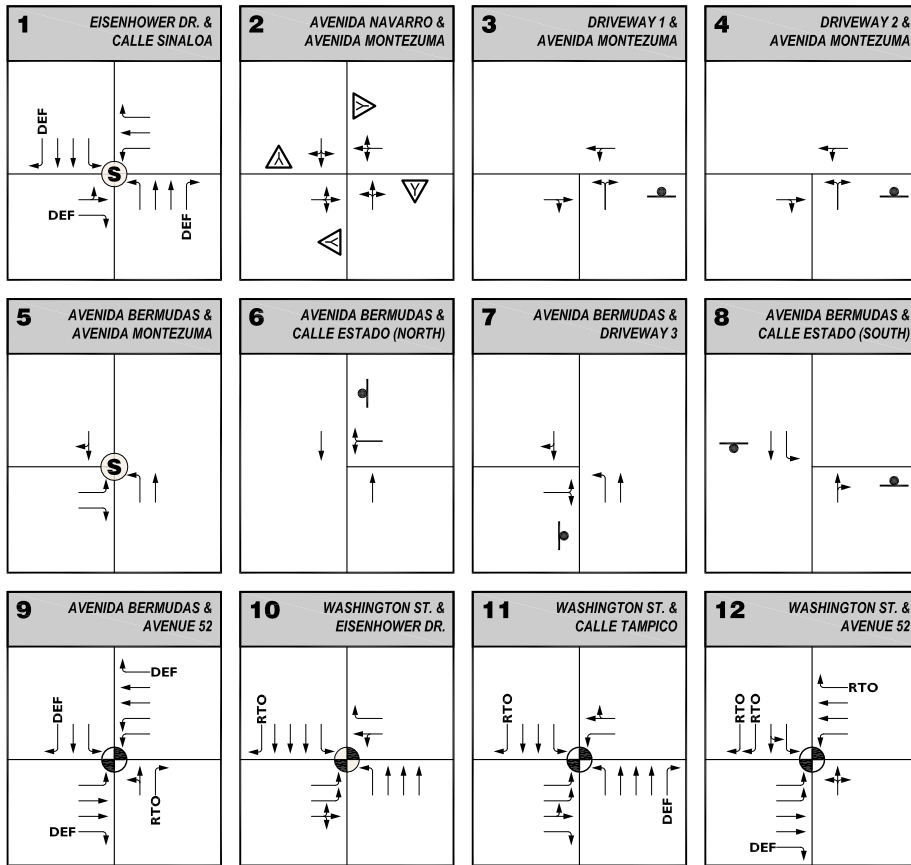 1 EISENHOWER DR. &
CALLE SINALOA
DEF
S
DEF
DEF
2 AVENIDA NAVARRO &
AVENIDA MONTEZUMA
Y
Y
Y
Y
3 DRIVEWAY 1 &
AVENIDA MONTEZUMA
4 DRIVEWAY 2 &
AVENIDA MONTEZUMA
5 AVENIDA BERMUDAS &
AVENIDA MONTEZUMA
S
6 AVENIDA BERMUDAS &
CALLE ESTADO (NORTH)
7 AVENIDA BERMUDAS &
DRIVEWAY 3
8 AVENIDA BERMUDAS &
CALLE ESTADO (SOUTH)
9 AVENIDA BERMUDAS &
AVENUE 52
DEF
DEF
DEF
RTO
10 WASHINGTON ST. &
EISENHOWER DR.
RTO
11 WASHINGTON ST. &
CALLE TAMPICO
RTO
DEF
12 WASHINGTON ST. &
AVENUE 52
RTO
RTO
RTO
DEF